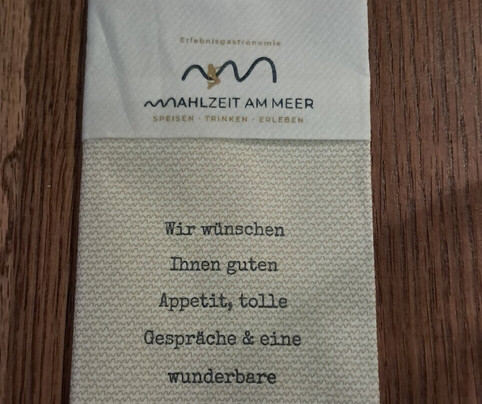 Erlebnisgastronomie
MAHLZEIT AM MEER
SPEISEN · TRINKEN · ERLEBEN
Wir wünschen
Ihnen guten
Appetit, tolle
Gespräche & eine
wunderbare